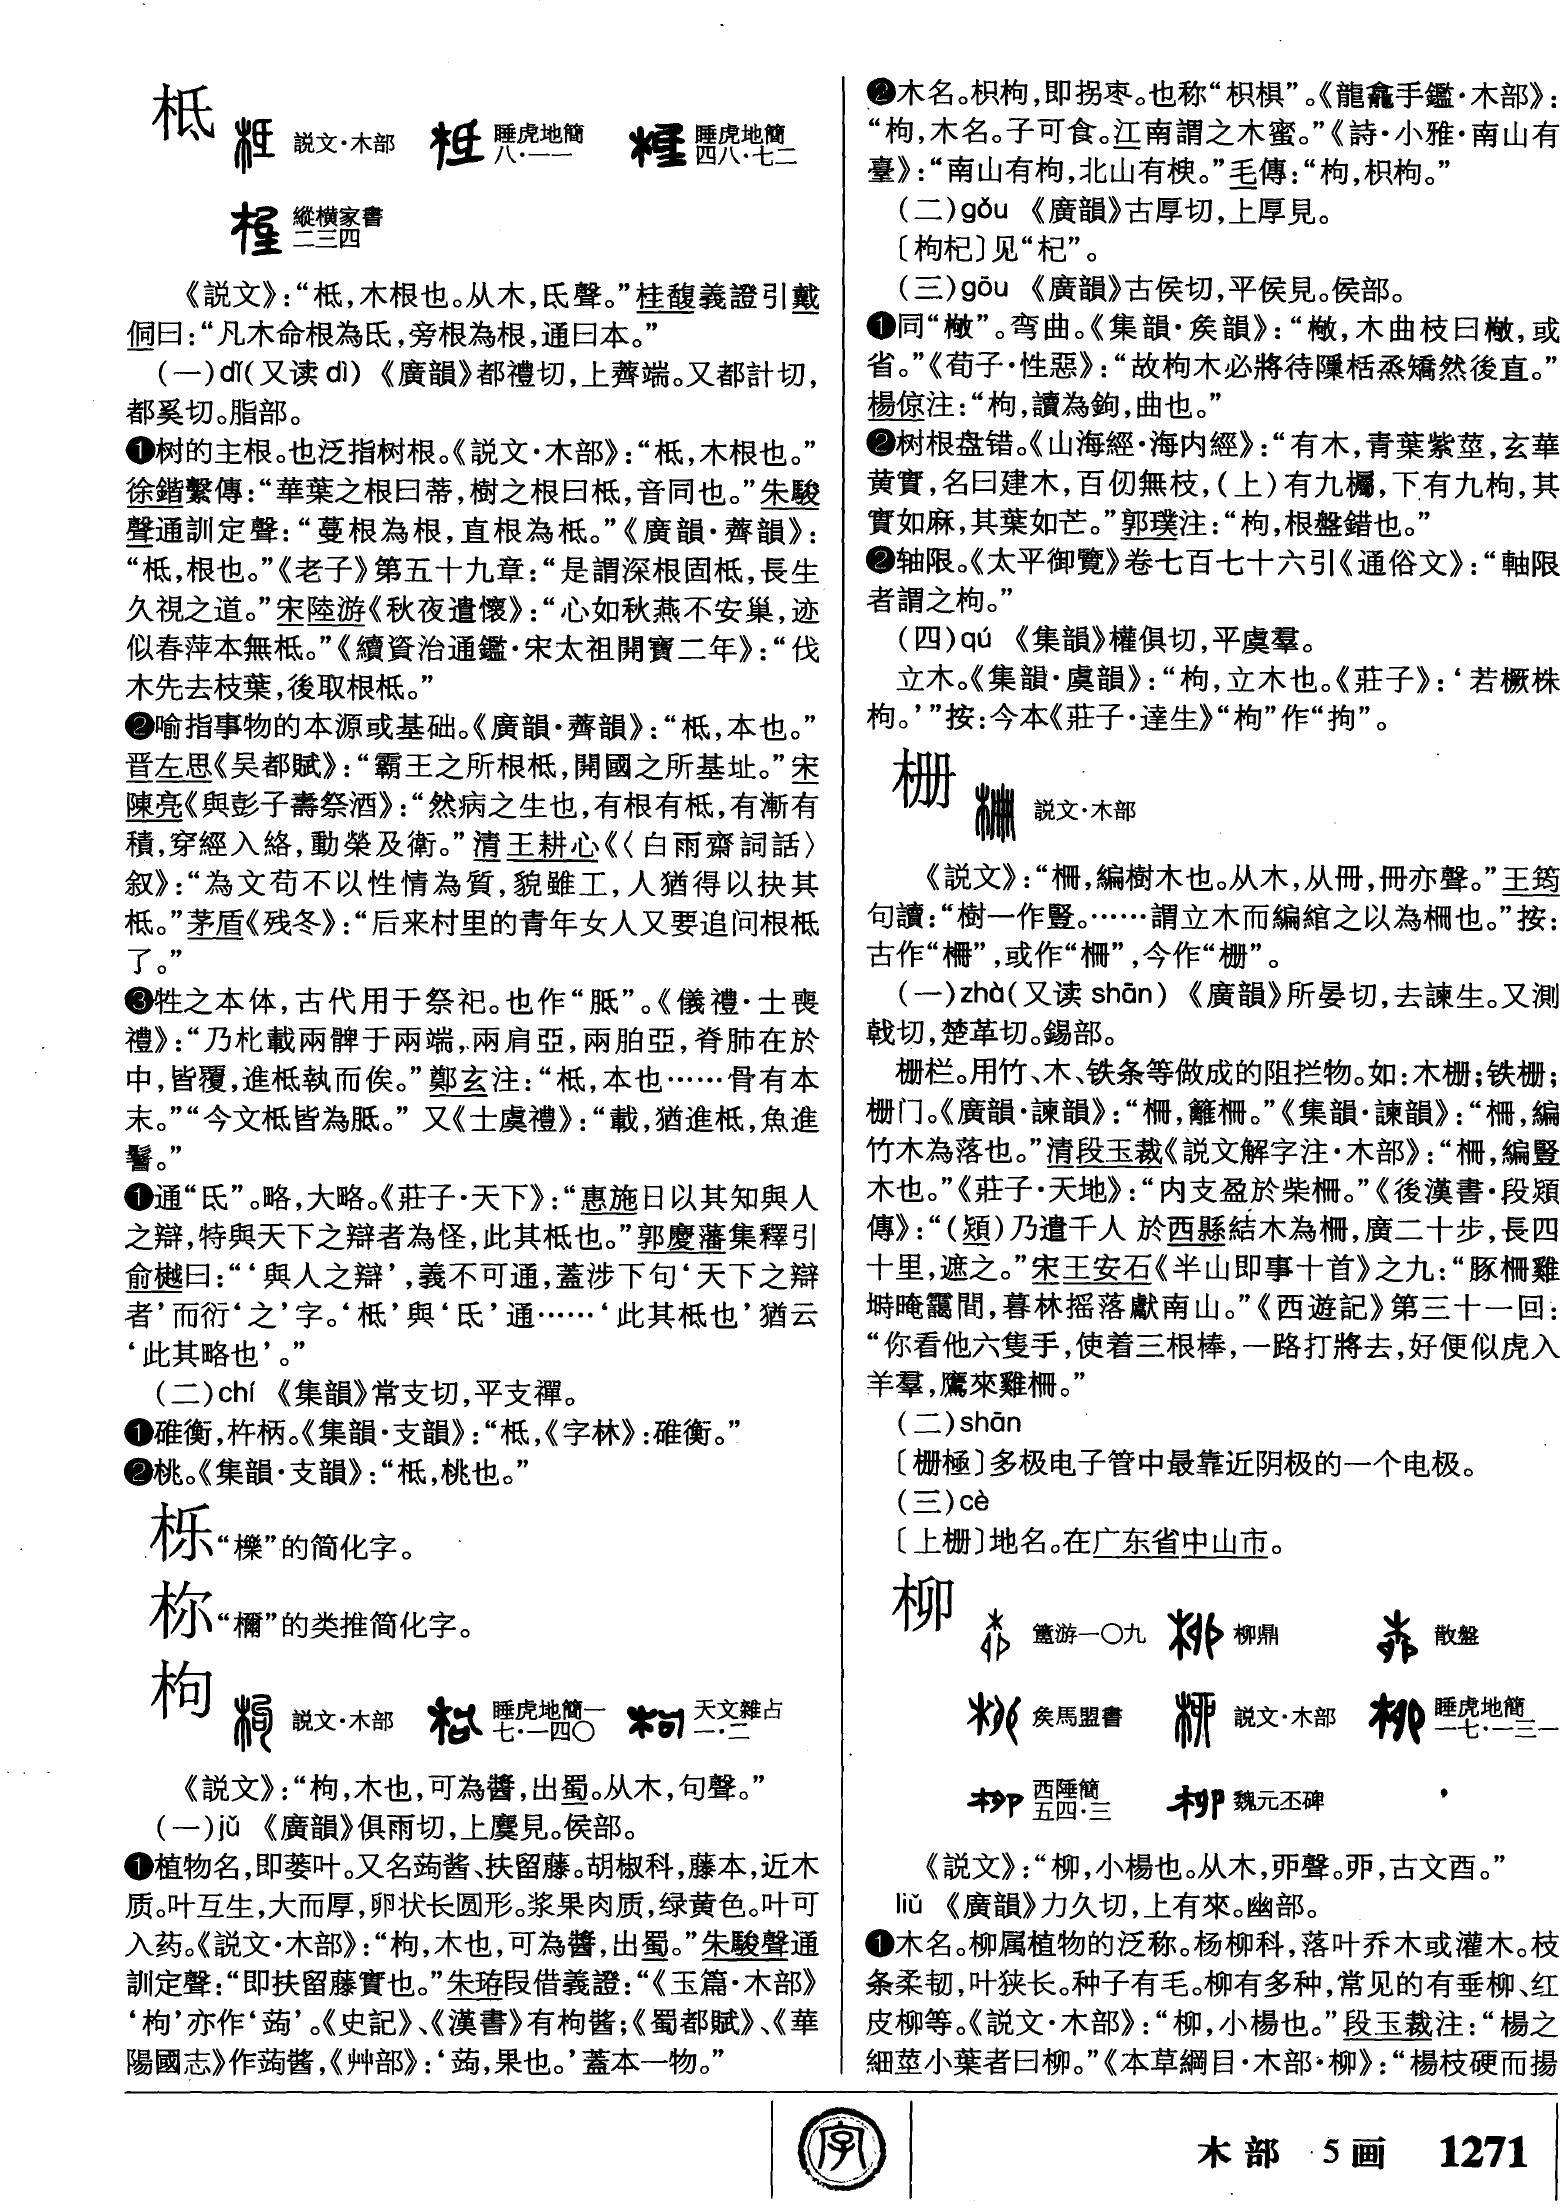 柢
説文·木部
睡虎地簡
八·一一
睡虎地簡
四八·七二
縱横家書
二三四
《説文》：“柢，木根也。从木，氐聲。”桂馥義證引戴
侗曰：“凡木命根為氐，旁根為根，通曰本。”
(一)dǐ(又读 dì) 《廣韻》都禮切，上薺端。又都計切，
都奚切。脂部。
❶树的主根。也泛指树根。《説文·木部》：“柢，木根也。”
徐鍇繫傳：“華葉之根曰蒂，樹之根曰柢，音同也。”朱駿
聲通訓定聲：“蔓根為根，直根為柢。”《廣韻·薺韻》：
“柢，根也。”《老子》第五十九章：“是謂深根固柢，長生
久視之道。”宋陸游《秋夜遣懷》：“心如秋燕不安巢，迹
似春萍本無柢。”《續資治通鑑·宋太祖開寶二年》：“伐
木先去枝葉，後取根柢。”
❷喻指事物的本源或基础。《廣韻·薺韻》：“柢，本也。”
晋左思《吴都賦》：“霸王之所根柢，開國之所基址。”宋
陳亮《與彭子壽祭酒》：“然病之生也，有根有柢，有漸有
積，穿經入絡，動榮及衛。”清王耕心《〈白雨齋詞話〉
叙》：“為文苟不以性情為質，貌雖工，人猶得以抉其
柢。”茅盾《残冬》：“后来村里的青年女人又要追问根柢
了。”
❸牲之本体，古代用于祭祀。也作“胝”。《儀禮·士喪
禮》：“乃朼載兩髀于兩端，兩肩亞，兩胉亞，脊肺在於
中，皆覆，進柢執而俟。”鄭玄注：“柢，本也……骨有本
末。”“今文柢皆為胝。” 又《士虞禮》：“載，猶進柢，魚進
鬐。”
❶通“氐”。略，大略。《莊子·天下》：“惠施日以其知與人
之辯，特與天下之辯者為怪，此其柢也。”郭慶藩集釋引
俞樾曰：“‘與人之辯’，義不可通，蓋涉下句‘天下之辯
者’而衍‘之’字。‘柢’與‘氐’通……‘此其柢也’猶云
‘此其略也’。”
(二)chí 《集韻》常支切，平支禪。
❶碓衡，杵柄。《集韻·支韻》：“柢，《字林》：碓衡。”
❷桃。《集韻·支韻》：“柢，桃也。”
栎“櫟”的简化字。
柃“檷”的类推简化字。
枸
説文·木部
睡虎地簡一
七·一四〇
天文雜占
一·二
《説文》：“枸，木也，可為醬，出蜀。从木，句聲。”
(一)jǔ 《廣韻》俱雨切，上麌見。侯部。
❶植物名，即蒌叶。又名蒟酱、扶留藤。胡椒科，藤本，近木
质。叶互生，大而厚，卵状长圆形。浆果肉质，绿黄色。叶可
入药。《説文·木部》：“枸，木也，可為醬，出蜀。”朱駿聲通
訓定聲：“即扶留藤實也。”朱珔叚借義證：“《玉篇·木部》
‘枸’亦作‘蒟’。《史記》、《漢書》有枸酱；《蜀都賦》、《華
陽國志》作蒟酱，《艸部》：‘蒟，果也。’蓋本一物。”
❷木名。枳枸，即拐枣。也称“枳椇”。《龍龕手鑑·木部》：
“枸，木名。子可食。江南謂之木蜜。”《詩·小雅·南山有
臺》：“南山有枸，北山有楰。”毛傳：“枸，枳枸。”
(二)gǒu 《廣韻》古厚切，上厚見。
〔枸杞〕见“杞”。
(三)gōu 《廣韻》古侯切，平侯見。侯部。
❶同“檄”。弯曲。《集韻·矦韻》：“檄，木曲枝曰檄，或
省。”《荀子·性惡》：“故枸木必將待檃栝烝矯然後直。”
楊倞注：“枸，讀為鉤，曲也。”
❷树根盘错。《山海經·海内經》：“有木，青葉紫莖，玄華
黄實，名曰建木，百仞無枝，(上)有九欘，下有九枸，其
實如麻，其葉如芒。”郭璞注：“枸，根盤錯也。”
❷轴限。《太平御覽》卷七百七十六引《通俗文》：“軸限
者謂之枸。”
(四)qú 《集韻》權俱切，平虞羣。
立木。《集韻·虞韻》：“枸，立木也。《莊子》：‘若橛株
枸。’”按：今本《莊子·達生》“枸”作“拘”。
栅
説文·木部
《説文》：“柵，編樹木也。从木，从冊，冊亦聲。”王筠
句讀：“樹一作豎。……謂立木而編綰之以為柵也。”按：
古作“柵”，或作“柵”，今作“栅”。
(一)zhà(又读 shān) 《廣韻》所晏切，去諫生。又測
戟切，楚革切。錫部。
栅栏。用竹、木、铁条等做成的阻拦物。如：木栅；铁栅；
栅门。《廣韻·諫韻》：“柵，籬柵。”《集韻·諫韻》：“柵，編
竹木為落也。”清段玉裁《説文解字注·木部》：“柵，編豎
木也。”《莊子·天地》：“内支盈於柴柵。”《後漢書·段熲
傳》：“(熲)乃遣千人 於西縣結木為柵，廣二十步，長四
十里，遮之。”宋王安石《半山即事十首》之九：“豚柵雞
塒晻靄間，暮林摇落獻南山。”《西遊記》第三十一回：
“你看他六隻手，使着三根棒，一路打將去，好便似虎入
羊羣，鷹來雞柵。”
(二)shān
〔栅極〕多极电子管中最靠近阴极的一个电极。
(三)cè
〔上栅〕地名。在广东省中山市。
柳
簠游一〇九
柳鼎
散盤
矦馬盟書
説文·木部
睡虎地簡
一七·一三一
西陲簡
五四·三
魏元丕碑
《説文》：“柳，小楊也。从木，丣聲。丣，古文酉。”
liǔ 《廣韻》力久切，上有來。幽部。
❶木名。柳属植物的泛称。杨柳科，落叶乔木或灌木。枝
条柔韧，叶狭长。种子有毛。柳有多种，常见的有垂柳、红
皮柳等。《説文·木部》：“柳，小楊也。”段玉裁注：“楊之
細莖小葉者曰柳。”《本草綱目·木部·柳》：“楊枝硬而揚
字
木部 5画 1271